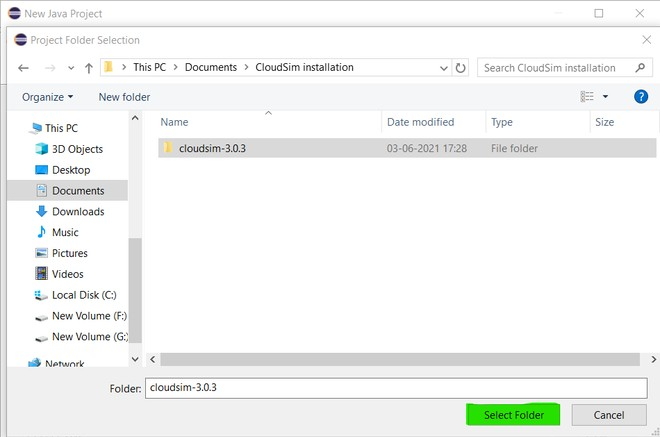 New Java Project
Project Folder Selection
This PC > Documents > CloudSim installation
Search CloudSim installation
Organize
New folder
?
Name
Date modified
Type
Size
cloudsim-3.0.3
03-06-2021 17:28
File folder
This PC
3D Objects
Desktop
Documents
Downloads
Music
Pictures
Videos
Local Disk (C:)
New Volume (F:)
New Volume (G:)
Network
Folder:
cloudsim-3.0.3
Select Folder
Cancel